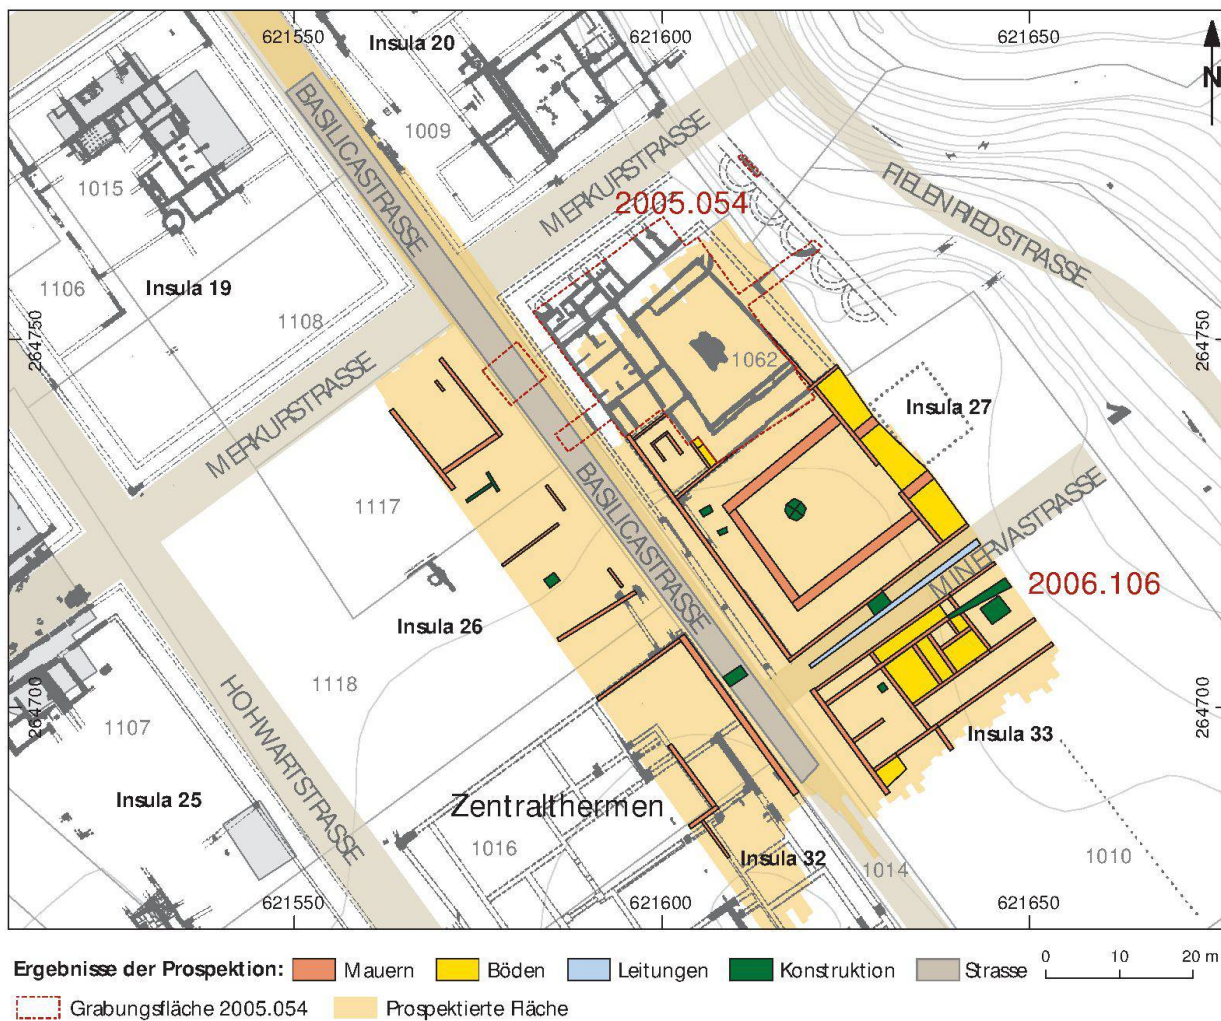 621550
621600
621650
Insula 20
N
1009
BASILICASTRASSE
MERKURSTRASSE
1015
2005.054
FIELENRIEDSTRASSE
1106
Insula 19
1108
264750
264750
1062
Insula 27
MERKURSTRASSE
BASILICASTRASSE
1117
MINERVASTRASSE
2006.106
Insula 26
1118
HOHWARTSTRASSE
264700
264700
1107
Insula 33
Insula 25
Zentralthermen
1016
Insula 32
1014
1010
621550
621600
621650
Ergebnisse der Prospektion: Mauern Böden Leitungen Konstruktion Strasse 0 10 20 m
Grabungsfläche 2005.054 Prospektierte Fläche